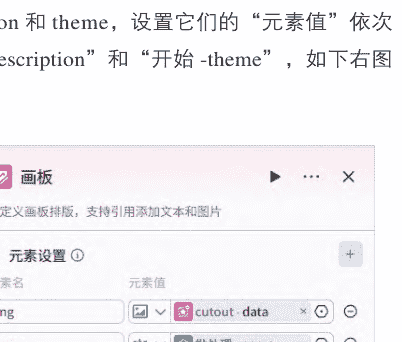 on 和 theme，设置它们的“元素值”依次
escription”和“开始 -theme”，如下右图
画板
定义画板排版，支持引用添加文本和图片
元素设置
素名 元素值
ng cutout · data